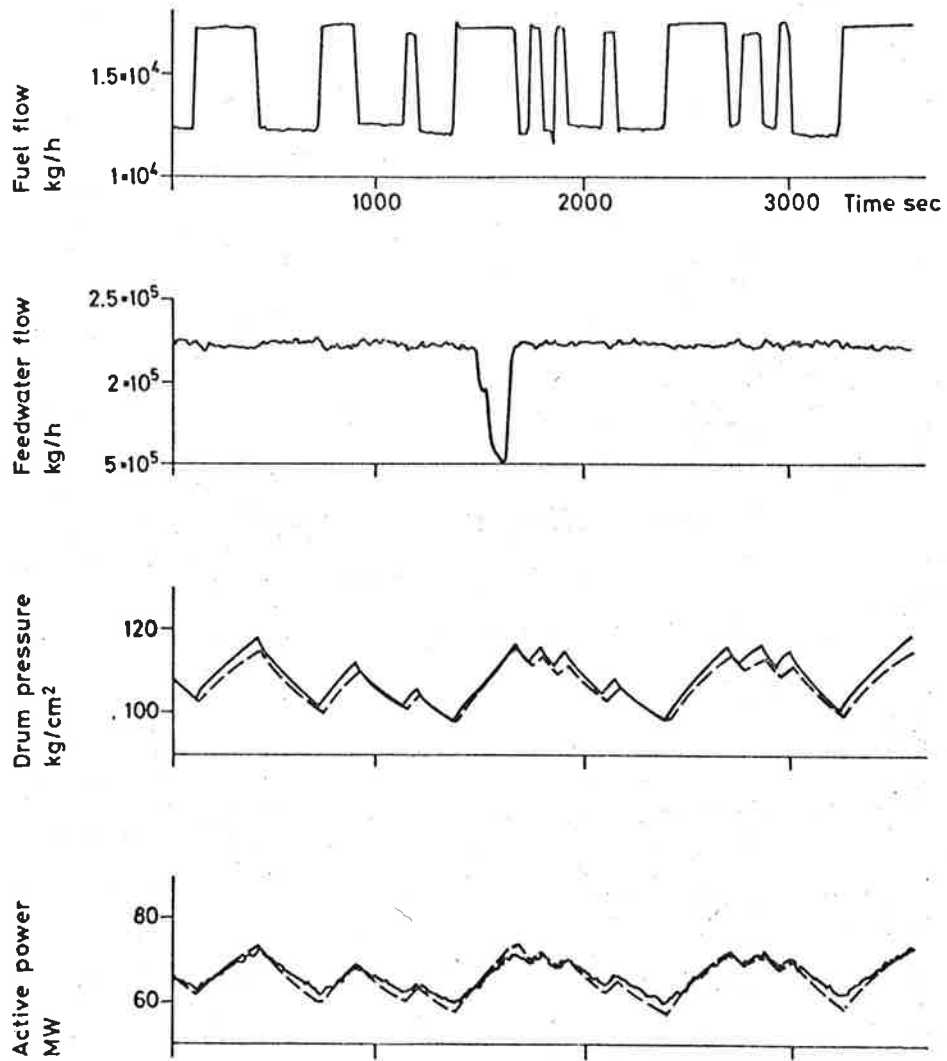 Fuel flow
kg/h
1.5•10⁴
1•10⁴
1000
2000
3000
Time sec
Feedwater flow
kg/h
2.5•10⁵
2•10⁵
5•10⁵
Drum pressure
kg/cm²
120
100
Active power
MW
80
60